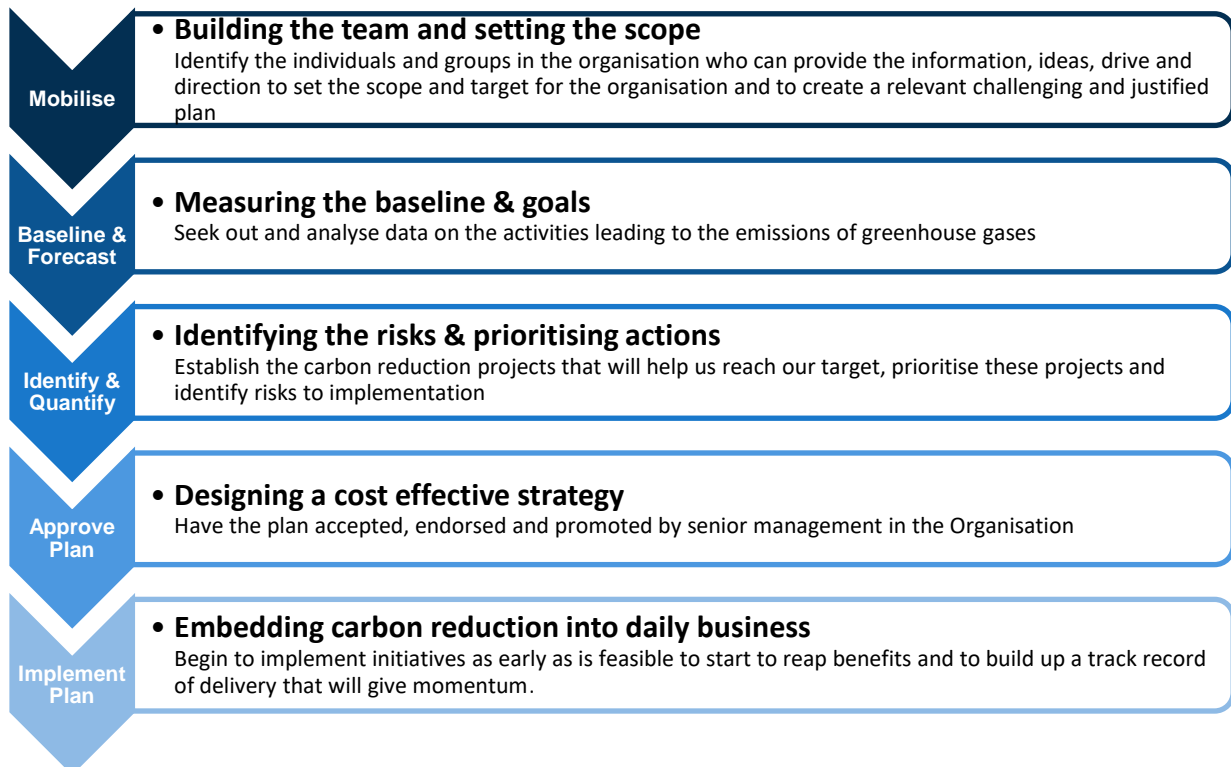 Mobilise
• Building the team and setting the scope
Identify the individuals and groups in the organisation who can provide the information, ideas, drive and
direction to set the scope and target for the organisation and to create a relevant challenging and justified
plan
Baseline &
Forecast
• Measuring the baseline & goals
Seek out and analyse data on the activities leading to the emissions of greenhouse gases
Identify &
Quantify
• Identifying the risks & prioritising actions
Establish the carbon reduction projects that will help us reach our target, prioritise these projects and
identify risks to implementation
Approve
Plan
• Designing a cost effective strategy
Have the plan accepted, endorsed and promoted by senior management in the Organisation
Implement
Plan
• Embedding carbon reduction into daily business
Begin to implement initiatives as early as is feasible to start to reap benefits and to build up a track record
of delivery that will give momentum.